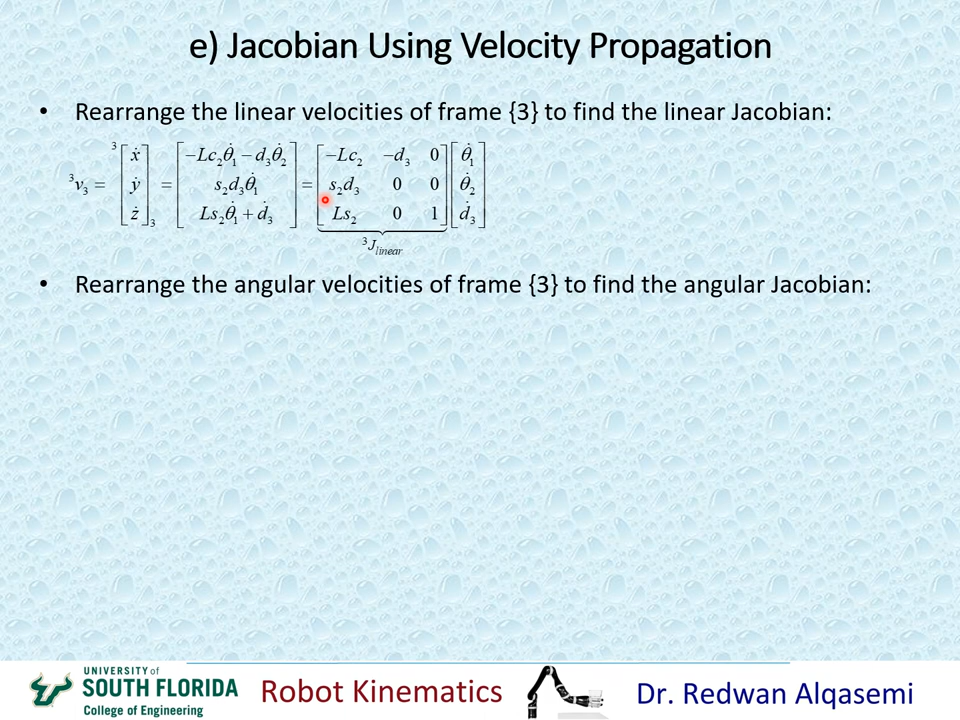 e) Jacobian Using Velocity Propagation
• Rearrange the linear velocities of frame {3} to find the linear Jacobian:
³v₃ = ³[ẋ; ẏ; ż]₃ = [−Lc₂θ̇₁ − d₃θ̇₂; s₂d₃θ̇₁; Ls₂θ̇₁ + ḋ₃] = [−Lc₂ −d₃ 0; s₂d₃ 0 0; Ls₂ 0 1] [θ̇₁; θ̇₂; ḋ₃]
³J linear
• Rearrange the angular velocities of frame {3} to find the angular Jacobian:
UNIVERSITY of
SOUTH FLORIDA
College of Engineering
Robot Kinematics
Dr. Redwan Alqasemi